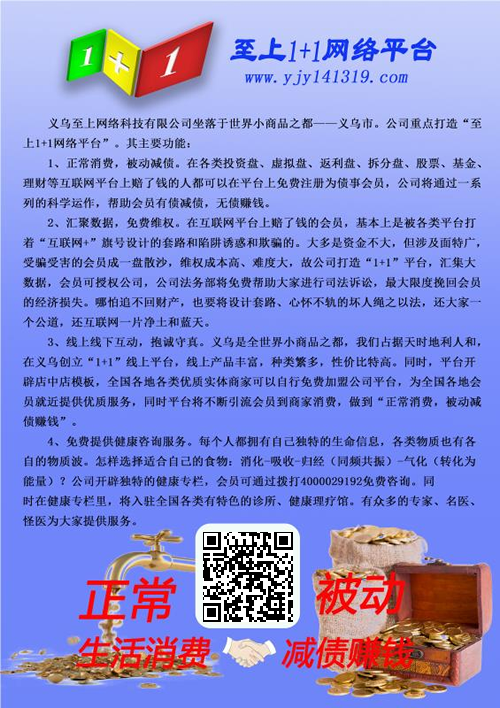 1+1
至上1+1网络平台
www.yjy141319.com
义乌至上网络科技有限公司坐落于世界小商品之都——义乌市。公司重点打造“至
上1+1网络平台”。其主要功能：
1、正常消费，被动减债。在各类投资盘、虚拟盘、返利盘、拆分盘、股票、基金、
理财等互联网平台上赔了钱的人都可以在平台上免费注册为债事会员，公司将通过一系
列的科学运作，帮助会员有债减债，无债赚钱。
2、汇聚数据，免费维权。在互联网平台上赔了钱的会员，基本上是被各类平台打
着“互联网+”旗号设计的套路和陷阱诱惑和欺骗的。大多是资金不大，但涉及面特广，
受骗受害的会员成一盘散沙，维权成本高、难度大，故公司打造“1+1”平台，汇集大
数据，会员可授权公司，公司法务部将免费帮助大家进行司法诉讼，最大限度挽回会员
的经济损失。哪怕追不回财产，也要将设计套路、心怀不轨的坏人绳之以法，还大家一
个公道，还互联网一片净土和蓝天。
3、线上线下互动，抱诚守真。义乌是全世界小商品之都，我们占据天时地利人和，
在义乌创立“1+1”线上平台，线上产品丰富，种类繁多，性价比特高。同时，平台开
辟店中店模板，全国各地各类优质实体商家可以自行免费加盟公司平台，为全国各地会
员就近提供优质服务，同时平台将不断引流会员到商家消费，做到“正常消费，被动减
债赚钱”。
4、免费提供健康咨询服务。每个人都拥有自己独特的生命信息，各类物质也有各
自的物质波。怎样选择适合自己的食物：消化-吸收-归经（同频共振）-气化（转化为
能量）？公司开辟独特的健康专栏，会员可通过拨打4000029192免费咨询。同
时在健康专栏里，将入驻全国各类有特色的诊所、健康理疗馆。有众多的专家、名医、
怪医为大家提供服务。
正常 被动
生活消费 减债赚钱